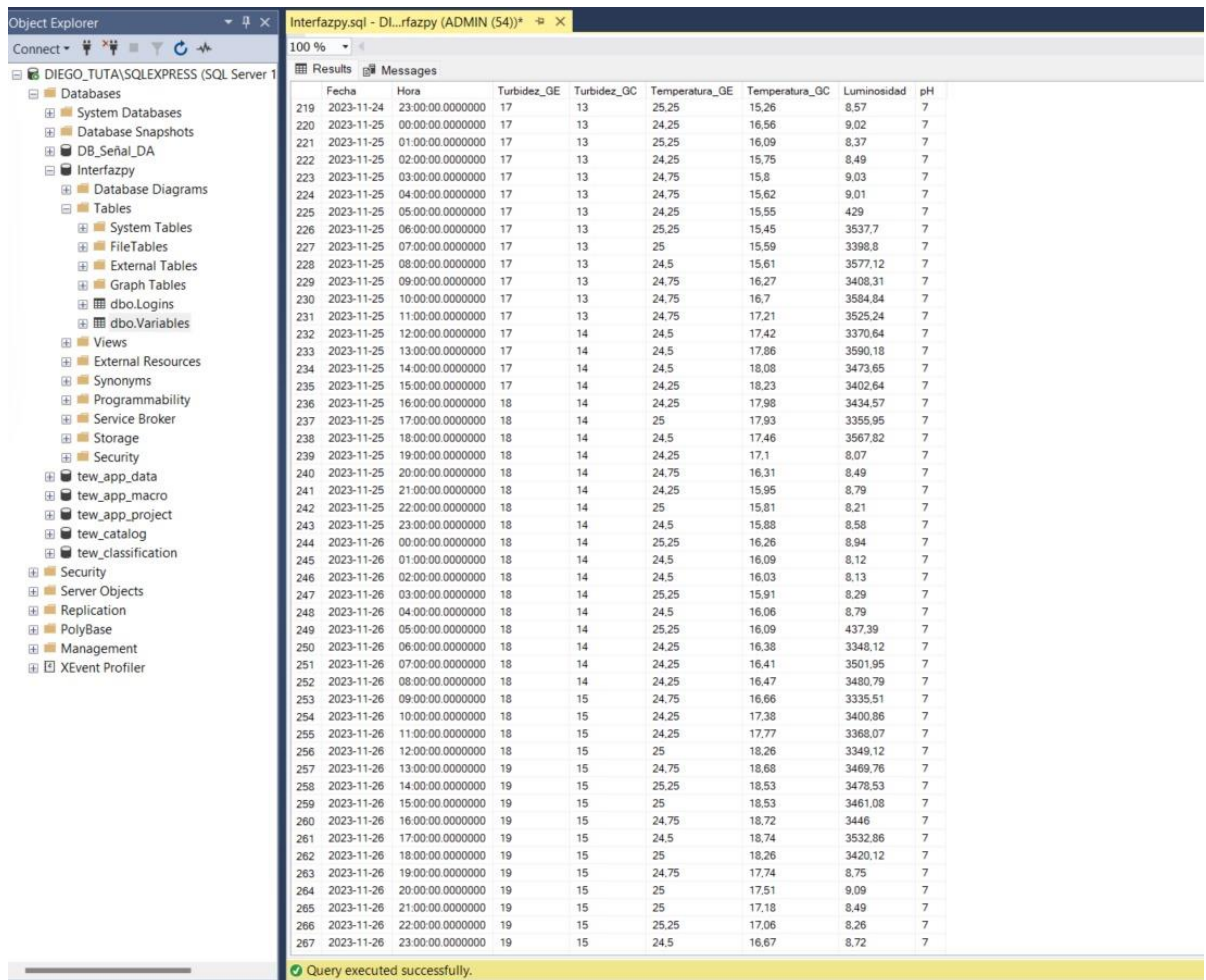 Object Explorer
Connect
DIEGO_TUTA\SQLEXPRESS (SQL Server 1
Databases
System Databases
Database Snapshots
DB_Señal_DA
Interfazpy
Database Diagrams
Tables
System Tables
FileTables
External Tables
Graph Tables
dbo.Logins
dbo.Variables
Views
External Resources
Synonyms
Programmability
Service Broker
Storage
Security
tew_app_data
tew_app_macro
tew_app_project
tew_catalog
tew_classification
Security
Server Objects
Replication
PolyBase
Management
XEvent Profiler
Interfazpy.sql - DI...rfazpy (ADMIN (54))*
100 %
Results Messages
Fecha Hora Turbidez_GE Turbidez_GC Temperatura_GE Temperatura_GC Luminosidad pH
219 2023-11-24 23:00:00.0000000 17 13 25,25 15,26 8,57 7
220 2023-11-25 00:00:00.0000000 17 13 24,25 16,56 9,02 7
221 2023-11-25 01:00:00.0000000 17 13 25,25 16,09 8,37 7
222 2023-11-25 02:00:00.0000000 17 13 24,25 15,75 8,49 7
223 2023-11-25 03:00:00.0000000 17 13 24,75 15,8 9,03 7
224 2023-11-25 04:00:00.0000000 17 13 24,75 15,62 9,01 7
225 2023-11-25 05:00:00.0000000 17 13 24,25 15,55 429 7
226 2023-11-25 06:00:00.0000000 17 13 25,25 15,45 3537,7 7
227 2023-11-25 07:00:00.0000000 17 13 25 15,59 3398,8 7
228 2023-11-25 08:00:00.0000000 17 13 24,5 15,61 3577,12 7
229 2023-11-25 09:00:00.0000000 17 13 24,75 16,27 3408,31 7
230 2023-11-25 10:00:00.0000000 17 13 24,75 16,7 3584,84 7
231 2023-11-25 11:00:00.0000000 17 13 24,75 17,21 3525,24 7
232 2023-11-25 12:00:00.0000000 17 14 24,5 17,42 3370,64 7
233 2023-11-25 13:00:00.0000000 17 14 24,5 17,86 3590,18 7
234 2023-11-25 14:00:00.0000000 17 14 24,5 18,08 3473,65 7
235 2023-11-25 15:00:00.0000000 17 14 24,25 18,23 3402,64 7
236 2023-11-25 16:00:00.0000000 18 14 24,25 17,98 3434,57 7
237 2023-11-25 17:00:00.0000000 18 14 25 17,93 3355,95 7
238 2023-11-25 18:00:00.0000000 18 14 24,5 17,46 3567,82 7
239 2023-11-25 19:00:00.0000000 18 14 24,25 17,1 8,07 7
240 2023-11-25 20:00:00.0000000 18 14 24,75 16,31 8,49 7
241 2023-11-25 21:00:00.0000000 18 14 24,25 15,95 8,79 7
242 2023-11-25 22:00:00.0000000 18 14 25 15,81 8,21 7
243 2023-11-25 23:00:00.0000000 18 14 24,5 15,88 8,58 7
244 2023-11-26 00:00:00.0000000 18 14 25,25 16,26 8,94 7
245 2023-11-26 01:00:00.0000000 18 14 24,5 16,09 8,12 7
246 2023-11-26 02:00:00.0000000 18 14 24,5 16,03 8,13 7
247 2023-11-26 03:00:00.0000000 18 14 25,25 15,91 8,29 7
248 2023-11-26 04:00:00.0000000 18 14 24,5 16,06 8,79 7
249 2023-11-26 05:00:00.0000000 18 14 25,25 16,09 437,39 7
250 2023-11-26 06:00:00.0000000 18 14 24,25 16,38 3348,12 7
251 2023-11-26 07:00:00.0000000 18 14 24,25 16,41 3501,95 7
252 2023-11-26 08:00:00.0000000 18 14 24,25 16,47 3480,79 7
253 2023-11-26 09:00:00.0000000 18 15 24,75 16,66 3335,51 7
254 2023-11-26 10:00:00.0000000 18 15 24,25 17,38 3400,86 7
255 2023-11-26 11:00:00.0000000 18 15 24,25 17,77 3368,07 7
256 2023-11-26 12:00:00.0000000 18 15 25 18,26 3349,12 7
257 2023-11-26 13:00:00.0000000 19 15 24,75 18,68 3469,76 7
258 2023-11-26 14:00:00.0000000 19 15 25,25 18,53 3478,53 7
259 2023-11-26 15:00:00.0000000 19 15 25 18,53 3461,08 7
260 2023-11-26 16:00:00.0000000 19 15 24,75 18,72 3446 7
261 2023-11-26 17:00:00.0000000 19 15 24,5 18,74 3532,86 7
262 2023-11-26 18:00:00.0000000 19 15 25 18,26 3420,12 7
263 2023-11-26 19:00:00.0000000 19 15 24,75 17,74 8,75 7
264 2023-11-26 20:00:00.0000000 19 15 25 17,51 9,09 7
265 2023-11-26 21:00:00.0000000 19 15 25 17,18 8,49 7
266 2023-11-26 22:00:00.0000000 19 15 25,25 17,06 8,26 7
267 2023-11-26 23:00:00.0000000 19 15 24,5 16,67 8,72 7
Query executed successfully.